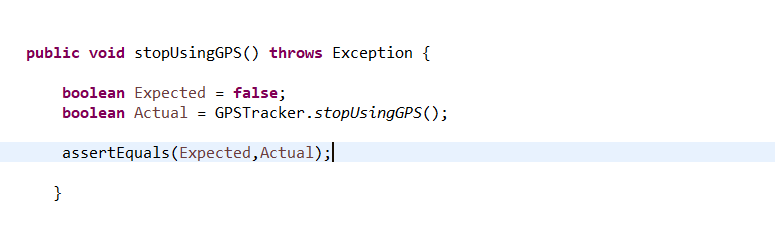 public void stopUsingGPS() throws Exception {
boolean Expected = false;
boolean Actual = GPSTracker.stopUsingGPS();
assertEquals(Expected,Actual);
}